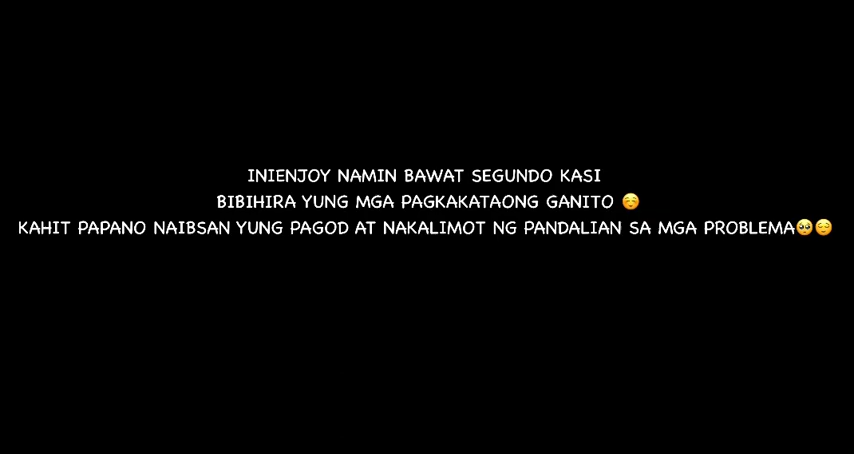 INIENJOY NAMIN BAWAT SEGUNDO KASI
BIBIHIRA YUNG MGA PAGKAKATAONG GANITO ☺️
KAHIT PAPANO NAIBSAN YUNG PAGOD AT NAKALIMOT NG PANDALIAN SA MGA PROBLEMA🥺😌